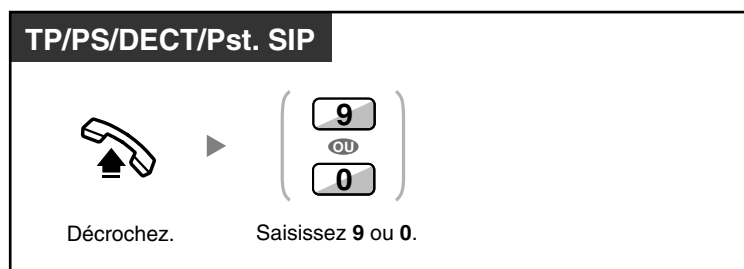 TP/PS/DECT/Pst. SIP
9
OU
0
Décrochez.
Saisissez 9 ou 0.